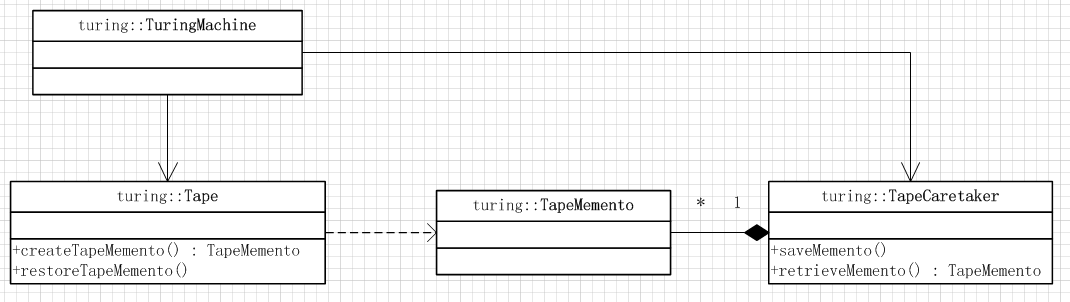 turing::TuringMachine
turing::Tape
+createTapeMemento() : TapeMemento
+restoreTapeMemento()
turing::TapeMemento
* 1
turing::TapeCaretaker
+saveMemento()
+retrieveMemento() : TapeMemento